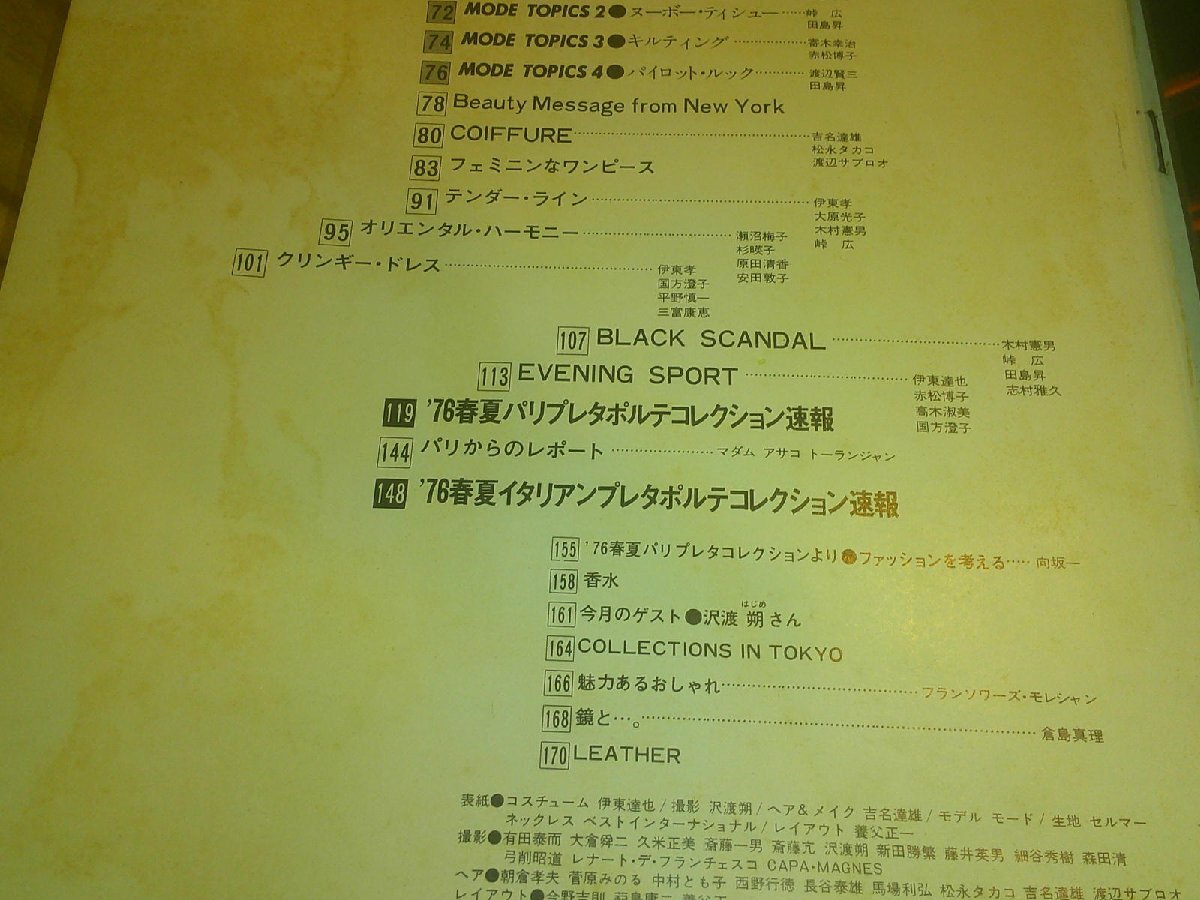 72 MODE TOPICS 2●ヌーボー・ティシュー……峠 広
田島昇
74 MODE TOPICS 3●キルティング……喬木幸治
赤松博子
76 MODE TOPICS 4●パイロット・ルック……渡辺賢三
田島昇
78 Beauty Message from New York
80 COIFFURE……吉名達雄
松永タカコ
渡辺サブロオ
83 フェミニンなワンピース
91 テンダー・ライン……伊東孝
大原光子
木村憲男
峠 広
95 オリエンタル・ハーモニー……瀬沼梅子
杉暎子
原田清香
安田敦子
101 クリンギー・ドレス……伊東孝
国方澄子
平野慎一
三富康恵
107 BLACK SCANDAL……木村憲男
峠 広
田島昇
志村雅久
113 EVENING SPORT……伊東達也
赤松博子
高木淑美
国方澄子
119 '76春夏パリプレタポルテコレクション速報
144 パリからのレポート……マダム アサコ トーランジャン
148 '76春夏イタリアンプレタポルテコレクション速報
155 '76春夏パリプレタコレクションより●ファッションを考える……向坂一
158 香水
161 今月のゲスト●沢渡 朔さん
はじめ
164 COLLECTIONS IN TOKYO
166 魅力あるおしゃれ……フランソワーズ・モレシャン
168 鏡と…。……倉島真理
170 LEATHER
表紙●コスチューム 伊東達也/撮影 沢渡朔/ヘア&メイク 吉名達雄/モデル モード/生地 セルマー
ネックレス ベストインターナショナル/レイアウト 養父正一
撮影●有田泰而 大倉舜二 久米正美 斎藤一男 斎藤亢 沢渡朔 新田勝繁 藤井英男 細谷秀樹 森田清
弓削昭道 レナート・デ・フランチェスコ CAPA-MAGNES
ヘア●朝倉孝夫 菅原みのる 中村とも子 西野行徳 長谷泰雄 馬場利弘 松永タカコ 吉名達雄 渡辺サブロオ
レイアウト●今野吉則